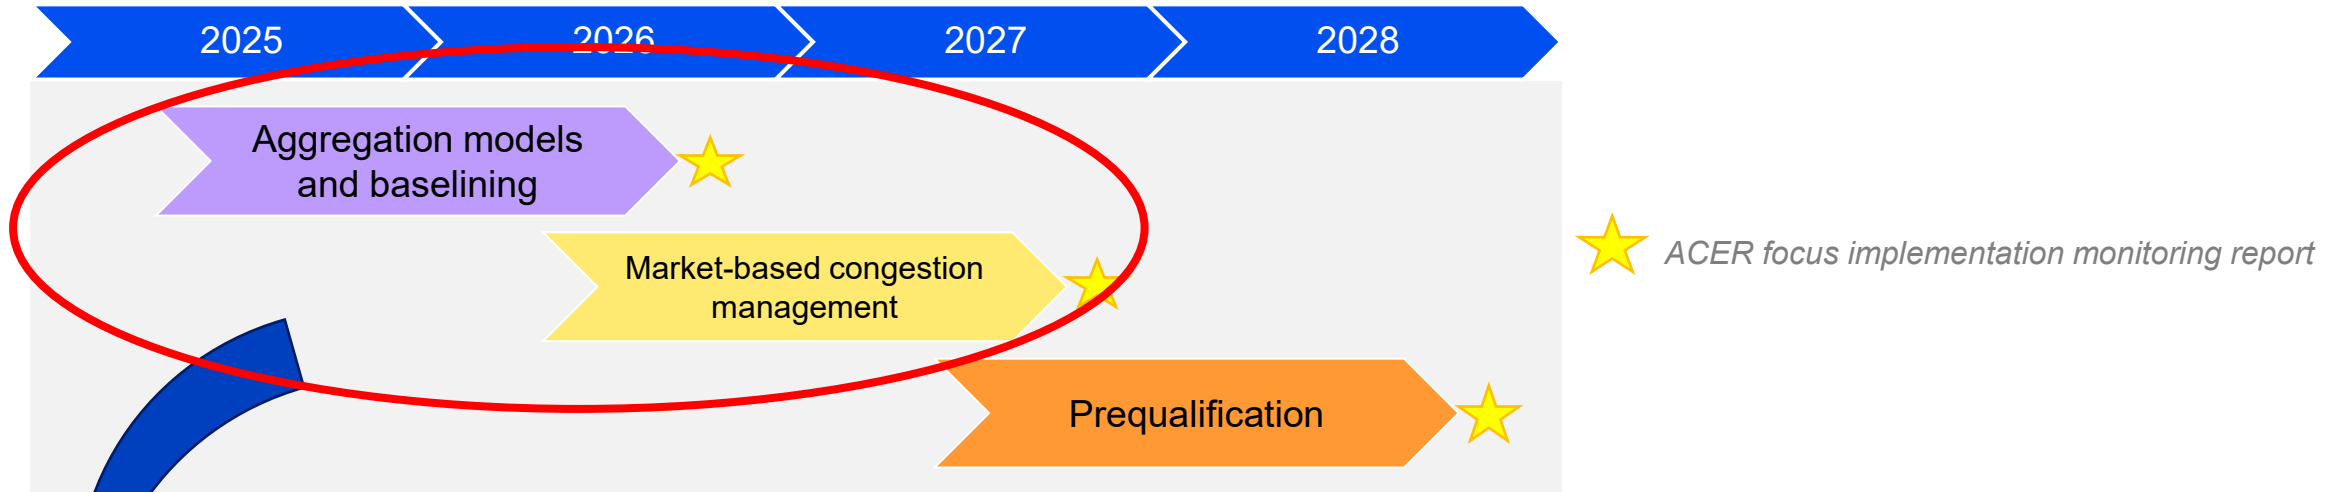 2025
2026
2027
2028
Aggregation models
and baselining
Market-based congestion
management
Prequalification
ACER focus implementation monitoring report